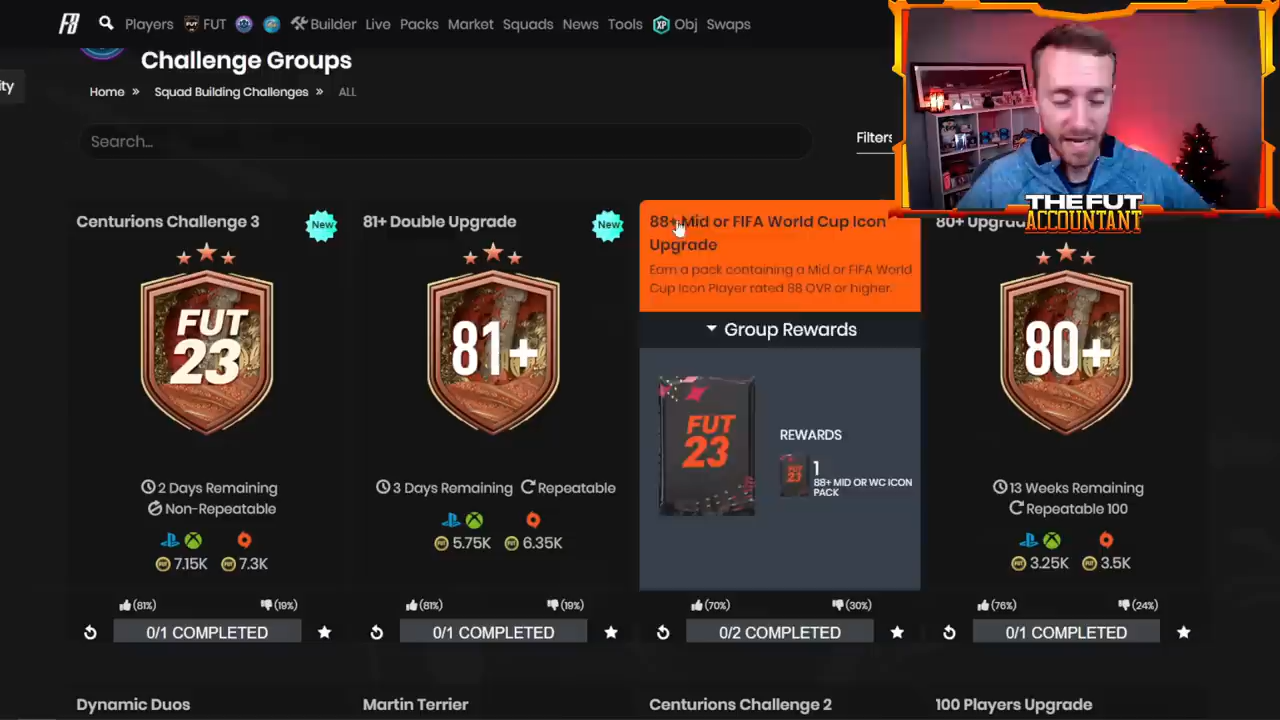 F8
Players
FUT
Builder
Live
Packs
Market
Squads
News
Tools
XP
Obj
Swaps
Challenge Groups
ity
Home » Squad Building Challenges » ALL
Search...
Filters
THE FUT
ACCOUNTANT
Centurions Challenge 3
New
FUT
23
2 Days Remaining
Non-Repeatable
7.15K
7.3K
(81%)
(19%)
0/1 COMPLETED
81+ Double Upgrade
New
81+
3 Days Remaining
Repeatable
5.75K
6.35K
(81%)
(19%)
0/1 COMPLETED
88+ Mid or FIFA World Cup Icon
Upgrade
Earn a pack containing a Mid or FIFA World
Cup Icon Player rated 88 OVR or higher.
Group Rewards
FUT
23
REWARDS
FUT
23
1
88+ MID OR WC ICON
PACK
(70%)
(30%)
0/2 COMPLETED
80+ Upgrad
80+
13 Weeks Remaining
Repeatable 100
3.25K
3.5K
(76%)
(24%)
0/1 COMPLETED
Dynamic Duos
Martin Terrier
Centurions Challenge 2
100 Players Upgrade